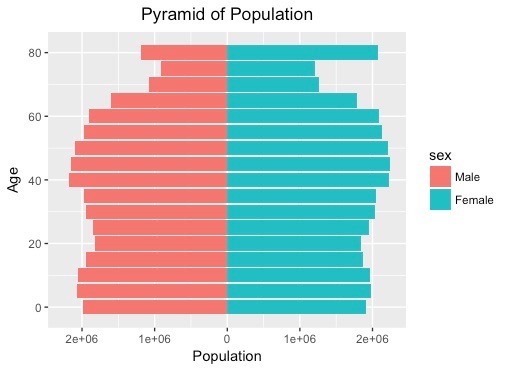 Pyramid of Population
80
60
40
20
0
Age
2e+06 1e+06 0 1e+06 2e+06
Population
sex
Male
Female